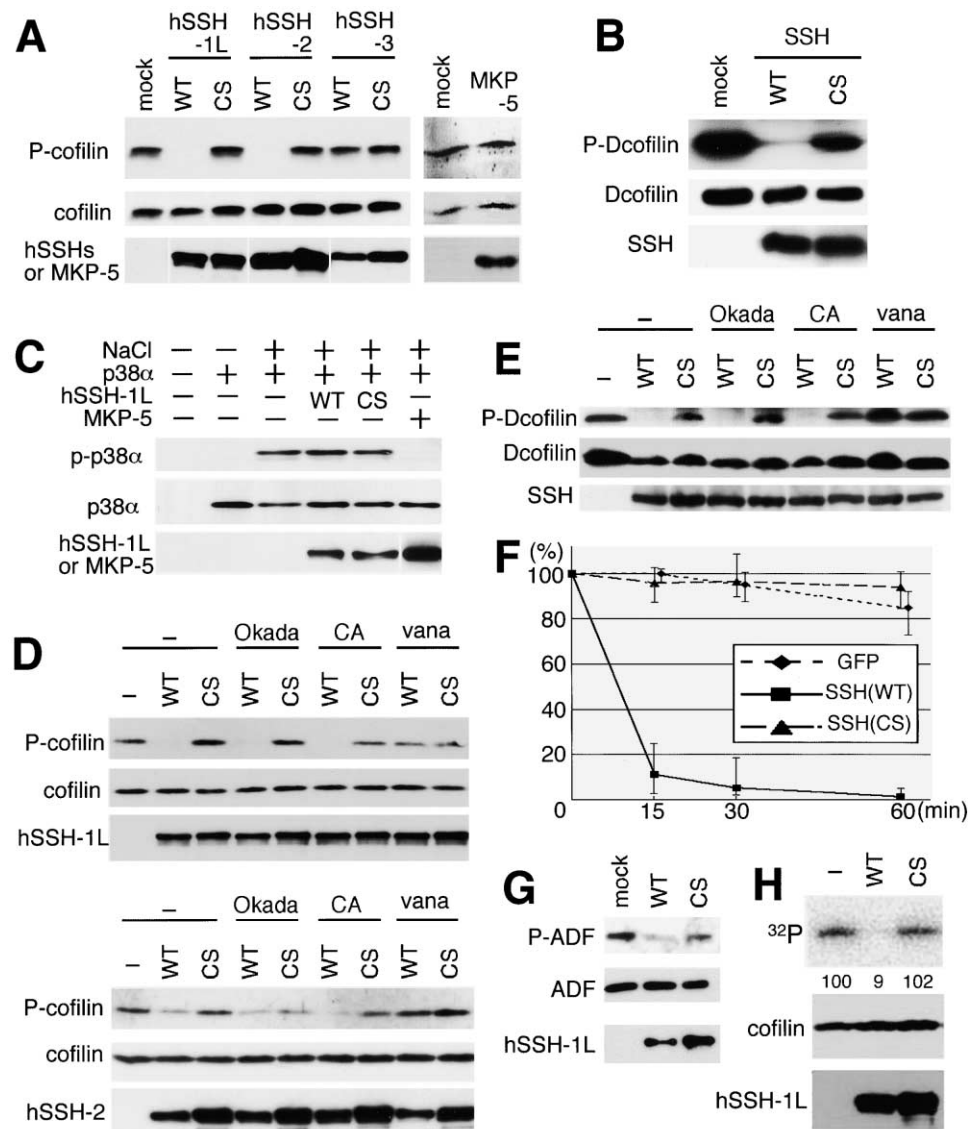 A
hSSH -1L
hSSH -2
hSSH -3
mock WT CS WT CS WT CS
mock MKP -5
P-cofilin
cofilin
hSSHs or MKP-5
B
SSH
mock WT CS
P-Dcofilin
Dcofilin
SSH
C
NaCl – – + + + +
p38α – + + + + +
hSSH-1L – – – WT CS –
MKP-5 – – – – – +
p-p38α
p38α
hSSH-1L or MKP-5
D
– Okada CA vana
– WT CS WT CS WT CS WT CS
P-cofilin
cofilin
hSSH-1L
– Okada CA vana
– WT CS WT CS WT CS WT CS
P-cofilin
cofilin
hSSH-2
E
– Okada CA vana
– WT CS WT CS WT CS WT CS
P-Dcofilin
Dcofilin
SSH
F
(%)
100
80
60
40
20
0 15 30 60 (min)
GFP
SSH(WT)
SSH(CS)
G
mock WT CS
P-ADF
ADF
hSSH-1L
H
– WT CS
32P
100 9 102
cofilin
hSSH-1L